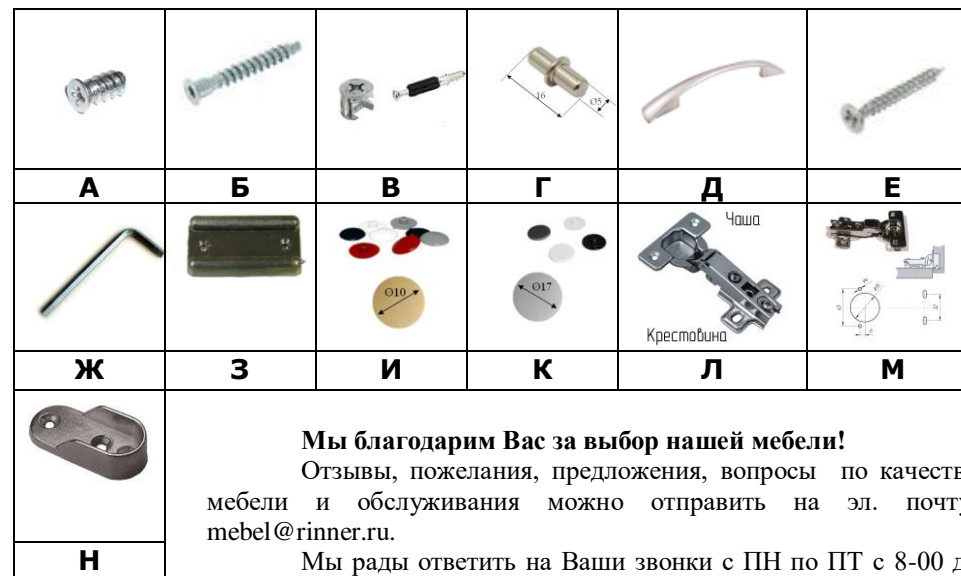 16
Ø5
А Б В Г Д Е
Ø10
Ø17
Чаша
Крестовина
Ж З И К Л М
Мы благодарим Вас за выбор нашей мебели!
Отзывы, пожелания, предложения, вопросы по качеств
мебели и обслуживания можно отправить на эл. почту
mebel@rinner.ru.
Н
Мы рады ответить на Ваши звонки с ПН по ПТ с 8-00 д